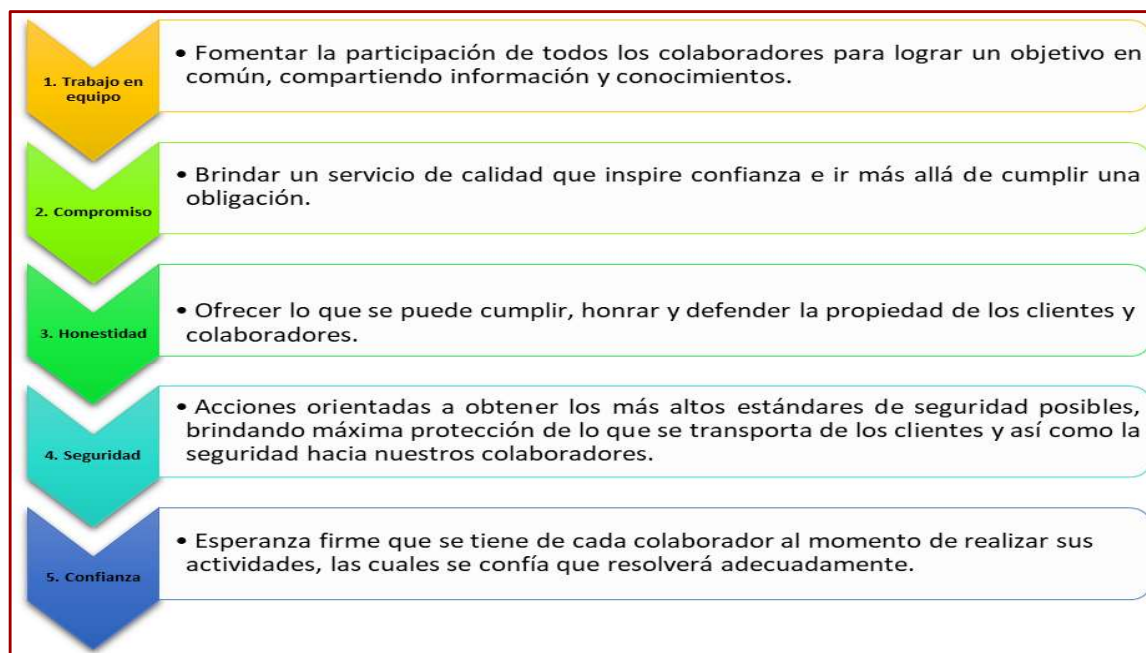 1. Trabajo en
equipo
• Fomentar la participación de todos los colaboradores para lograr un objetivo en
común, compartiendo información y conocimientos.
2. Compromiso
• Brindar un servicio de calidad que inspire confianza e ir más allá de cumplir una
obligación.
3. Honestidad
• Ofrecer lo que se puede cumplir, honrar y defender la propiedad de los clientes y
colaboradores.
4. Seguridad
• Acciones orientadas a obtener los más altos estándares de seguridad posibles,
brindando máxima protección de lo que se transporta de los clientes y así como la
seguridad hacia nuestros colaboradores.
5. Confianza
• Esperanza firme que se tiene de cada colaborador al momento de realizar sus
actividades, las cuales se confía que resolverá adecuadamente.